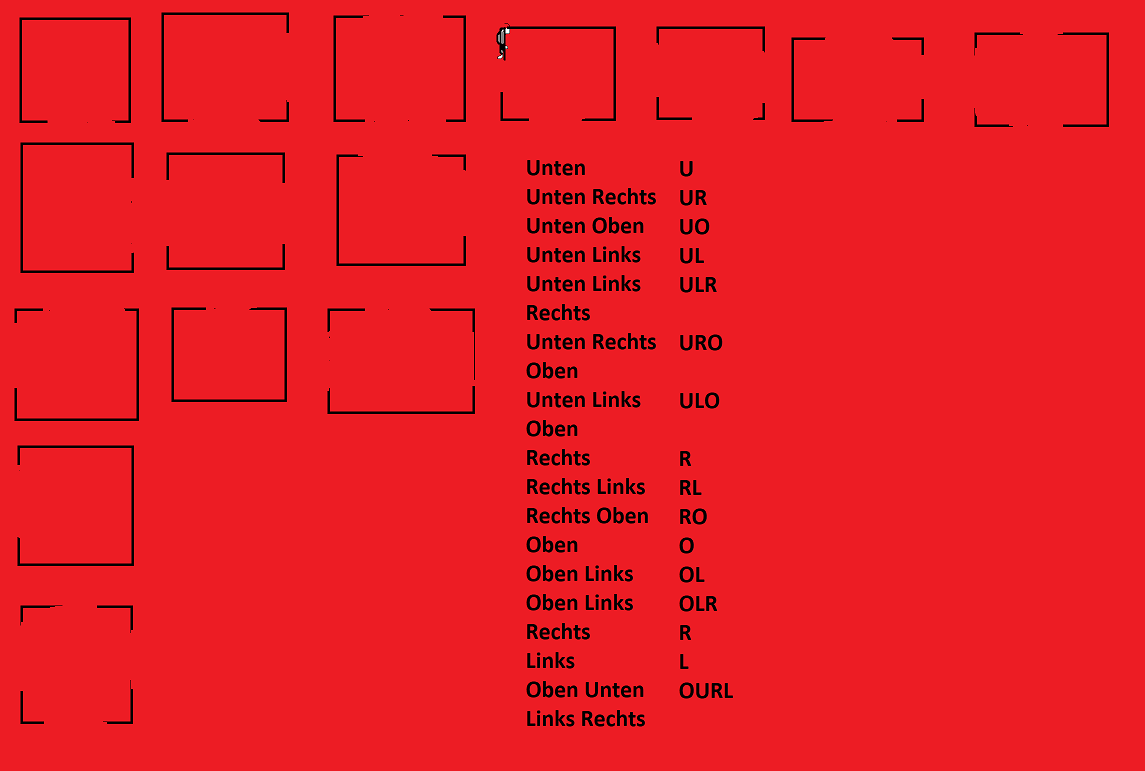 Unten U
Unten Rechts UR
Unten Oben UO
Unten Links UL
Unten Links ULR
Rechts
Unten Rechts URO
Oben
Unten Links ULO
Oben
Rechts R
Rechts Links RL
Rechts Oben RO
Oben O
Oben Links OL
Oben Links OLR
Rechts R
Links L
Oben Unten OURL
Links Rechts